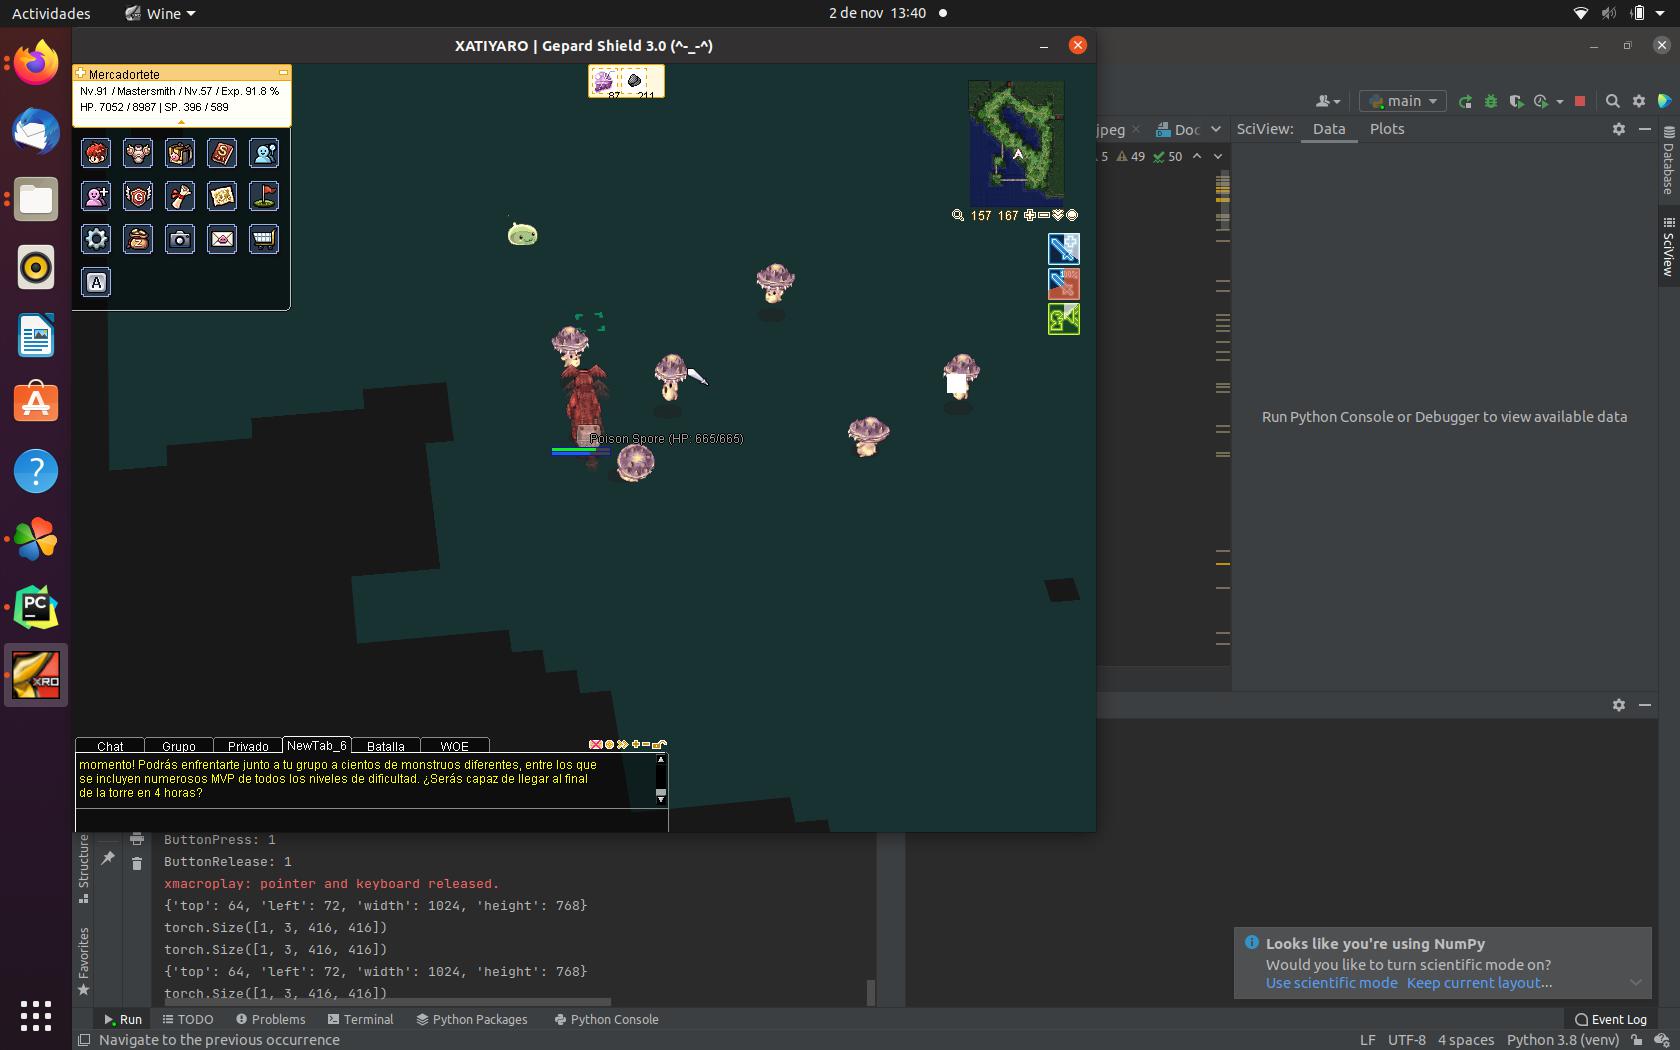 Actividades
Wine
2 de nov 13:40
XATIYARO | Gepard Shield 3.0 (^-_-^)
Mercadortete
Nv.91 / Mastersmith / Nv.57 / Exp. 91.8 %
HP. 7052 / 8987 | SP. 396 / 589
87 211
157 167
A
Poison Spore (HP: 665/665)
Chat Grupo Privado NewTab_6 Batalla WOE
momento! Podrás enfrentarte junto a tu grupo a cientos de monstruos diferentes, entre los que
se incluyen numerosos MVP de todos los niveles de dificultad. ¿Serás capaz de llegar al final
de la torre en 4 horas?
PC
XRO
main
jpeg
Doc
SciView: Data Plots
5 49 50
Database
SciView
Run Python Console or Debugger to view available data
Structure
Favorites
ButtonPress: 1
ButtonRelease: 1
xmacroplay: pointer and keyboard released.
{'top': 64, 'left': 72, 'width': 1024, 'height': 768}
torch.Size([1, 3, 416, 416])
torch.Size([1, 3, 416, 416])
{'top': 64, 'left': 72, 'width': 1024, 'height': 768}
torch.Size([1, 3, 416, 416])
Looks like you're using NumPy
Would you like to turn scientific mode on?
Use scientific mode Keep current layout...
Run TODO Problems Terminal Python Packages Python Console
Event Log
Navigate to the previous occurrence
LF UTF-8 4 spaces Python 3.8 (venv)